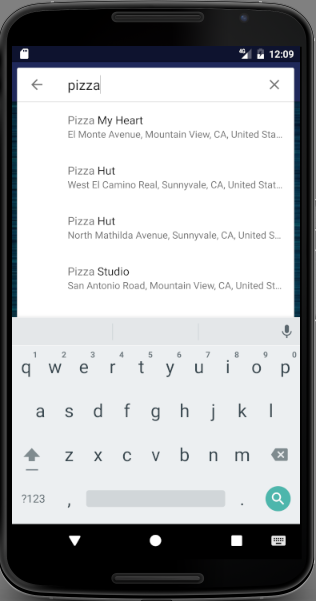 4G 12:09
pizza
Pizza My Heart
El Monte Avenue, Mountain View, CA, United Sta...
Pizza Hut
West El Camino Real, Sunnyvale, CA, United Stat...
Pizza Hut
North Mathilda Avenue, Sunnyvale, CA, United S...
Pizza Studio
San Antonio Road, Mountain View, CA, United St...
1 2 3 4 5 6 7 8 9 0
q w e r t y u i o p
a s d f g h j k l
z x c v b n m
?123 , .